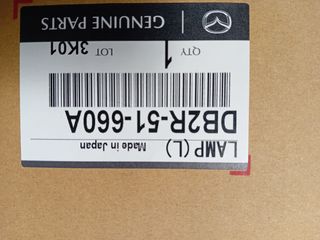 LAMP (L)
Made in Japan
DB2R-51-660A
QTY
1
LOT
3K01
GENUINE PARTS